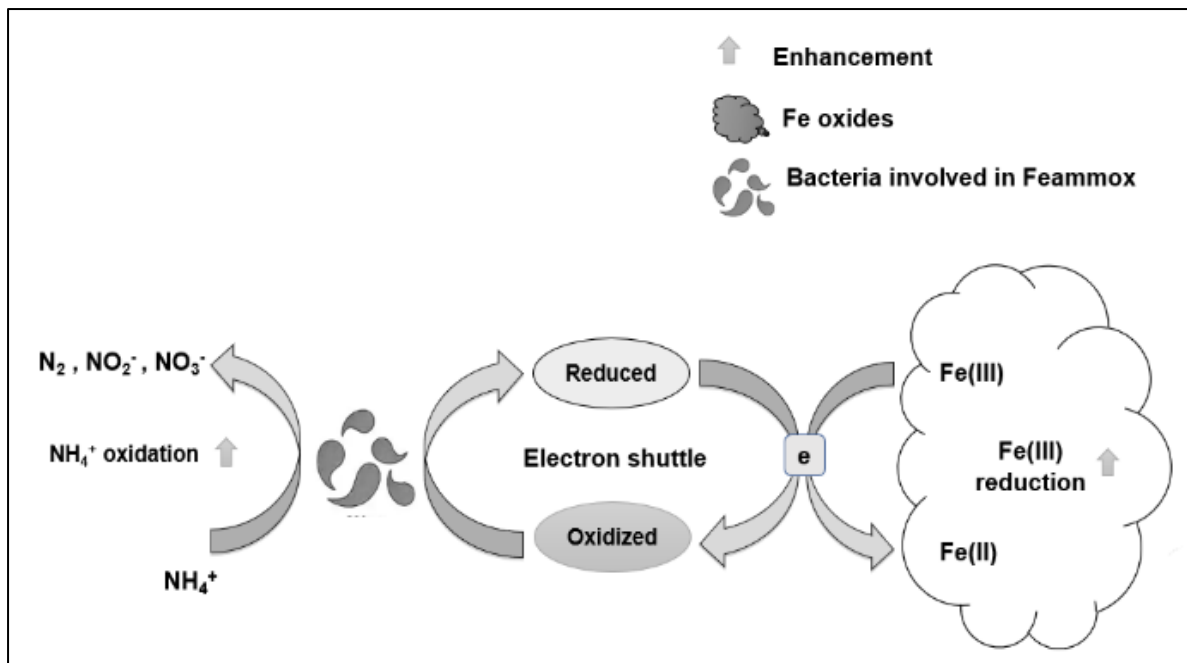 Enhancement
Fe oxides
Bacteria involved in Feammox
N₂ , NO₂⁻, NO₃⁻
NH₄⁺ oxidation
NH₄⁺
Reduced
Electron shuttle
Oxidized
e
Fe(III)
Fe(III)
reduction
Fe(II)